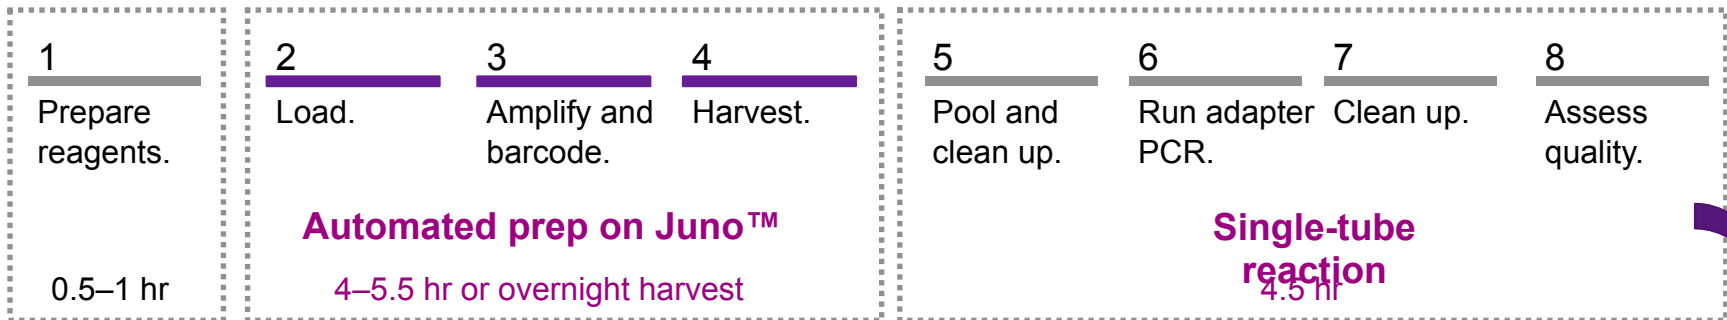 1
Prepare
reagents.
0.5–1 hr
2
Load.
3
Amplify and
barcode.
4
Harvest.
Automated prep on Juno™
4–5.5 hr or overnight harvest
5
Pool and
clean up.
6
Run adapter
PCR.
7
Clean up.
8
Assess
quality.
Single-tube
reaction
4.5 hr